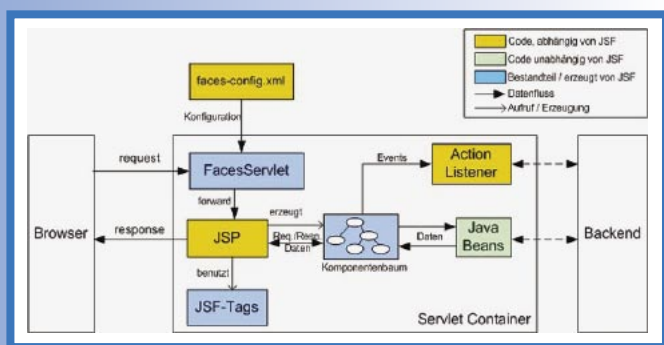 faces-config.xml
Code, abhängig von JSF
Code unabhängig von JSF
Bestandteil / erzeugt von JSF
Datenfluss
Aufruf / Erzeugung
Konfiguration
request
FacesServlet
Events
Action
Listener
forward
erzeugt
Browser
response
JSP
Req./Resp.
Daten
Daten
Java
Beans
Backend
benutzt
Komponentenbaum
JSF-Tags
Servlet Container